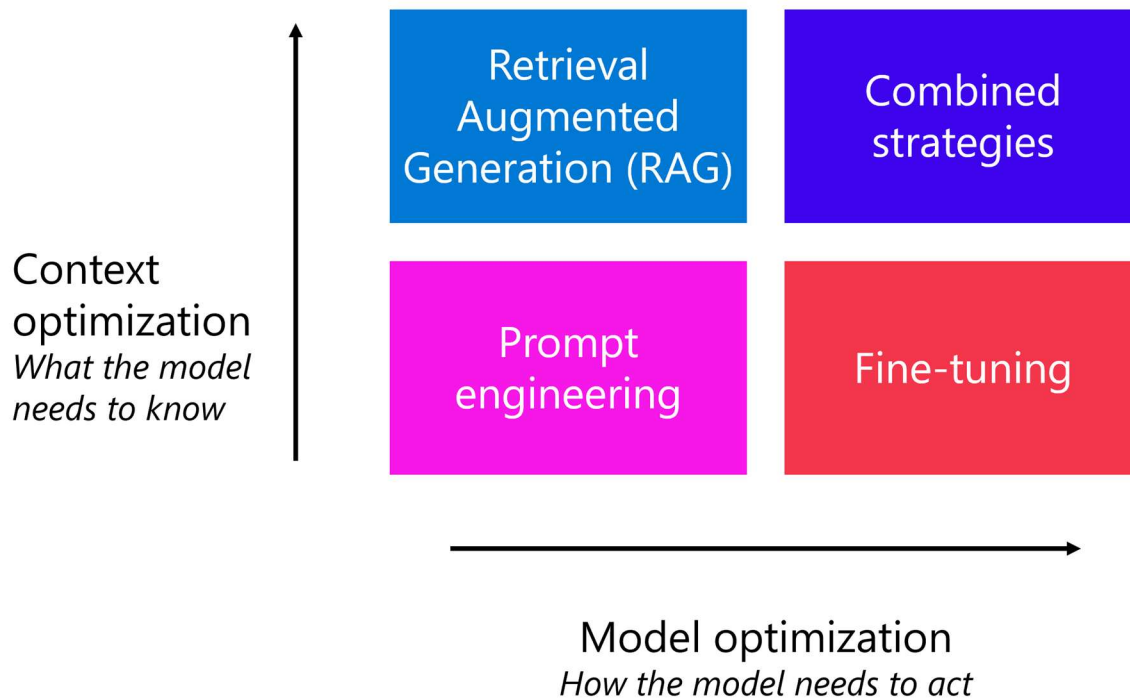 Retrieval
Augmented
Generation (RAG)
Combined
strategies
Context
optimization
What the model
needs to know
Prompt
engineering
Fine-tuning
Model optimization
How the model needs to act